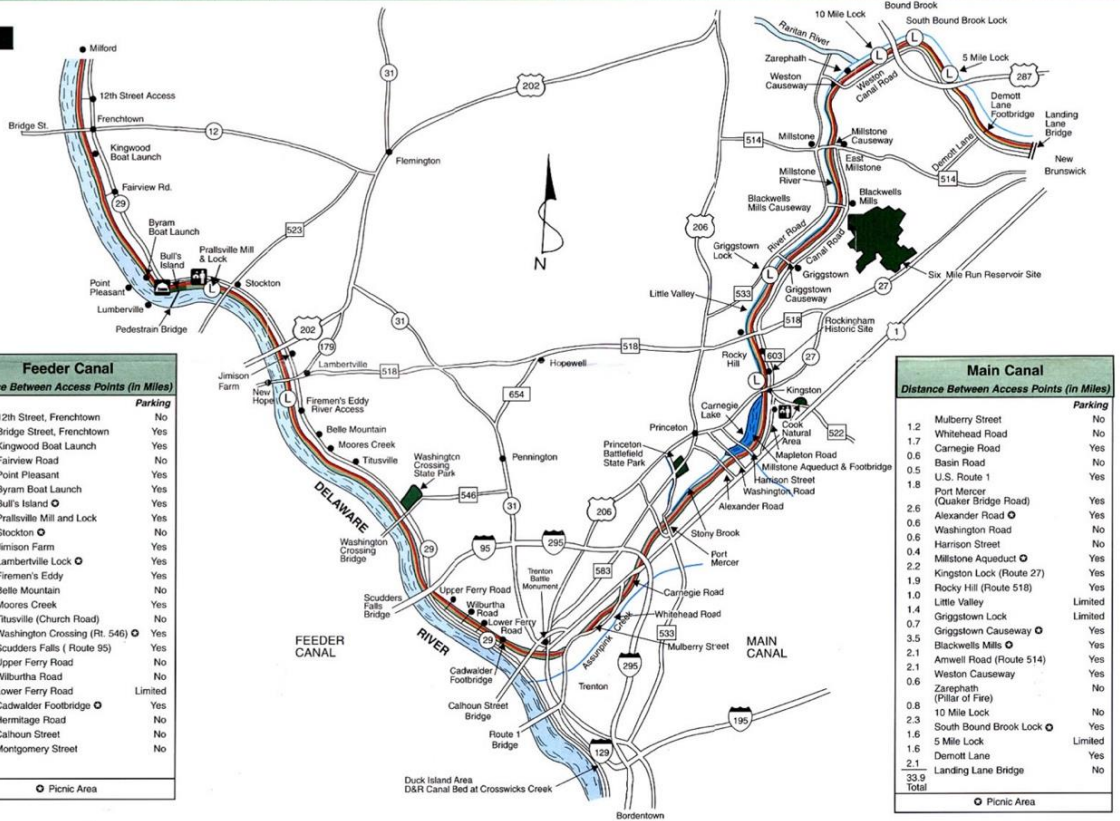 Bound Brook
10 Mile Lock
South Bound Brook Lock
Raritan River
L
L
5 Mile Lock
L
Milford
Zarephath
Weston Causeway
Weston Canal Road
287
31
202
Demott Lane Footbridge
Landing Lane Bridge
12th Street Access
Frenchtown
Bridge St.
12
Kingwood Boat Launch
Flemington
514
Millstone
Millstone Causeway
East Millstone
Demott Lane
New Brunswick
514
Millstone River
Fairview Rd.
29
Blackwells Mills Causeway
Blackwells Mills
206
River Road
Canal Road
523
Byram Boat Launch
Bull's Island
Prallsville Mill & Lock
L
N
Griggstown Lock
L
Griggstown
Griggstown Causeway
Six Mile Run Reservoir Site
Point Pleasant
Stockton
Lumberville
Pedestrain Bridge
Little Valley
533
27
518
Rockingham Historic Site
1
202
31
179
518
Hopewell
518
Rocky Hill
603
27
Lambertville
Jimison Farm
New Hope
L
Firemen's Eddy River Access
654
L
Kingston
Carnegie Lake
Cook Natural Area
522
Belle Mountain
Moores Creek
Titusville
Princeton
Princeton Battlefield State Park
Mapleton Road
Millstone Aqueduct & Footbridge
Harrison Street
Washington Road
Alexander Road
Washington Crossing State Park
Pennington
546
31
206
Stony Brook
DELAWARE
Washington Crossing Bridge
29
95
295
Port Mercer
583
Trenton Battle Monument
Carnegie Road
Scudders Falls Bridge
Upper Ferry Road
Wilburtha Road
Lower Ferry Road
Whitehead Road
RIVER
29
Assunpink Creek
533
Mulberry Street
FEEDER CANAL
MAIN CANAL
Cadwalder Footbridge
295
Trenton
Calhoun Street Bridge
195
Route 1 Bridge
129
Duck Island Area
D&R Canal Bed at Crosswicks Creek
Bordentown
Feeder Canal
Between Access Points (in Miles)
Parking
12th Street, Frenchtown No
Bridge Street, Frenchtown Yes
Kingwood Boat Launch Yes
Fairview Road No
Point Pleasant Yes
Byram Boat Launch Yes
Bull's Island ✪ Yes
Prallsville Mill and Lock Yes
Stockton ✪ No
Jimison Farm Yes
Lambertville Lock ✪ Yes
Firemen's Eddy Yes
Belle Mountain No
Moores Creek Yes
Titusville (Church Road) No
Washington Crossing (Rt. 546) ✪ Yes
Scudders Falls ( Route 95) Yes
Upper Ferry Road No
Wilburtha Road No
Lower Ferry Road Limited
Cadwalder Footbridge ✪ Yes
Hermitage Road No
Calhoun Street No
Montgomery Street No
✪ Picnic Area
Main Canal
Distance Between Access Points (in Miles)
Parking
Mulberry Street No
1.2
Whitehead Road No
1.7
Carnegie Road Yes
0.6
Basin Road No
0.5
U.S. Route 1 Yes
1.8
Port Mercer
(Quaker Bridge Road) Yes
2.6
Alexander Road ✪ Yes
0.6
Washington Road No
0.6
Harrison Street No
0.4
Millstone Aqueduct ✪ Yes
2.2
Kingston Lock (Route 27) Yes
1.9
Rocky Hill (Route 518) Yes
1.0
Little Valley Limited
1.4
Griggstown Lock Limited
0.7
Griggstown Causeway ✪ Yes
3.5
Blackwells Mills ✪ Yes
2.1
Amwell Road (Route 514) Yes
2.1
Weston Causeway Yes
0.6
Zarephath No
(Pillar of Fire)
0.8
10 Mile Lock No
2.3
South Bound Brook Lock ✪ Yes
1.6
5 Mile Lock Limited
1.6
Demott Lane Yes
2.1
Landing Lane Bridge No
33.9
Total
✪ Picnic Area